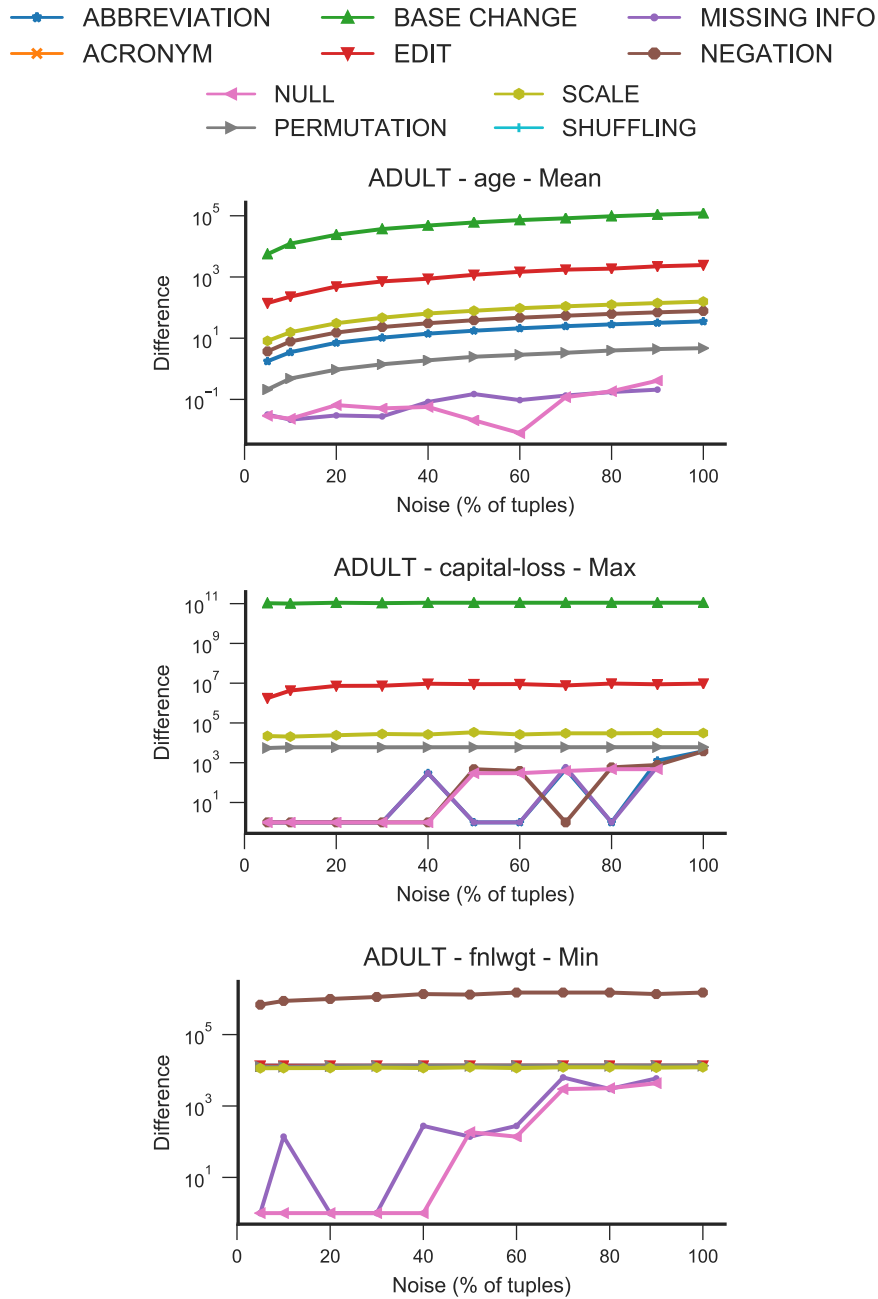 ABBREVIATION BASE CHANGE MISSING INFO
ACRONYM EDIT NEGATION
NULL SCALE
PERMUTATION SHUFFLING
ADULT - age - Mean
10^5
10^3
10^1
10^-1
Difference
0 20 40 60 80 100
Noise (% of tuples)
ADULT - capital-loss - Max
10^11
10^9
10^7
10^5
10^3
10^1
Difference
0 20 40 60 80 100
Noise (% of tuples)
ADULT - fnlwgt - Min
10^5
10^3
10^1
Difference
0 20 40 60 80 100
Noise (% of tuples)